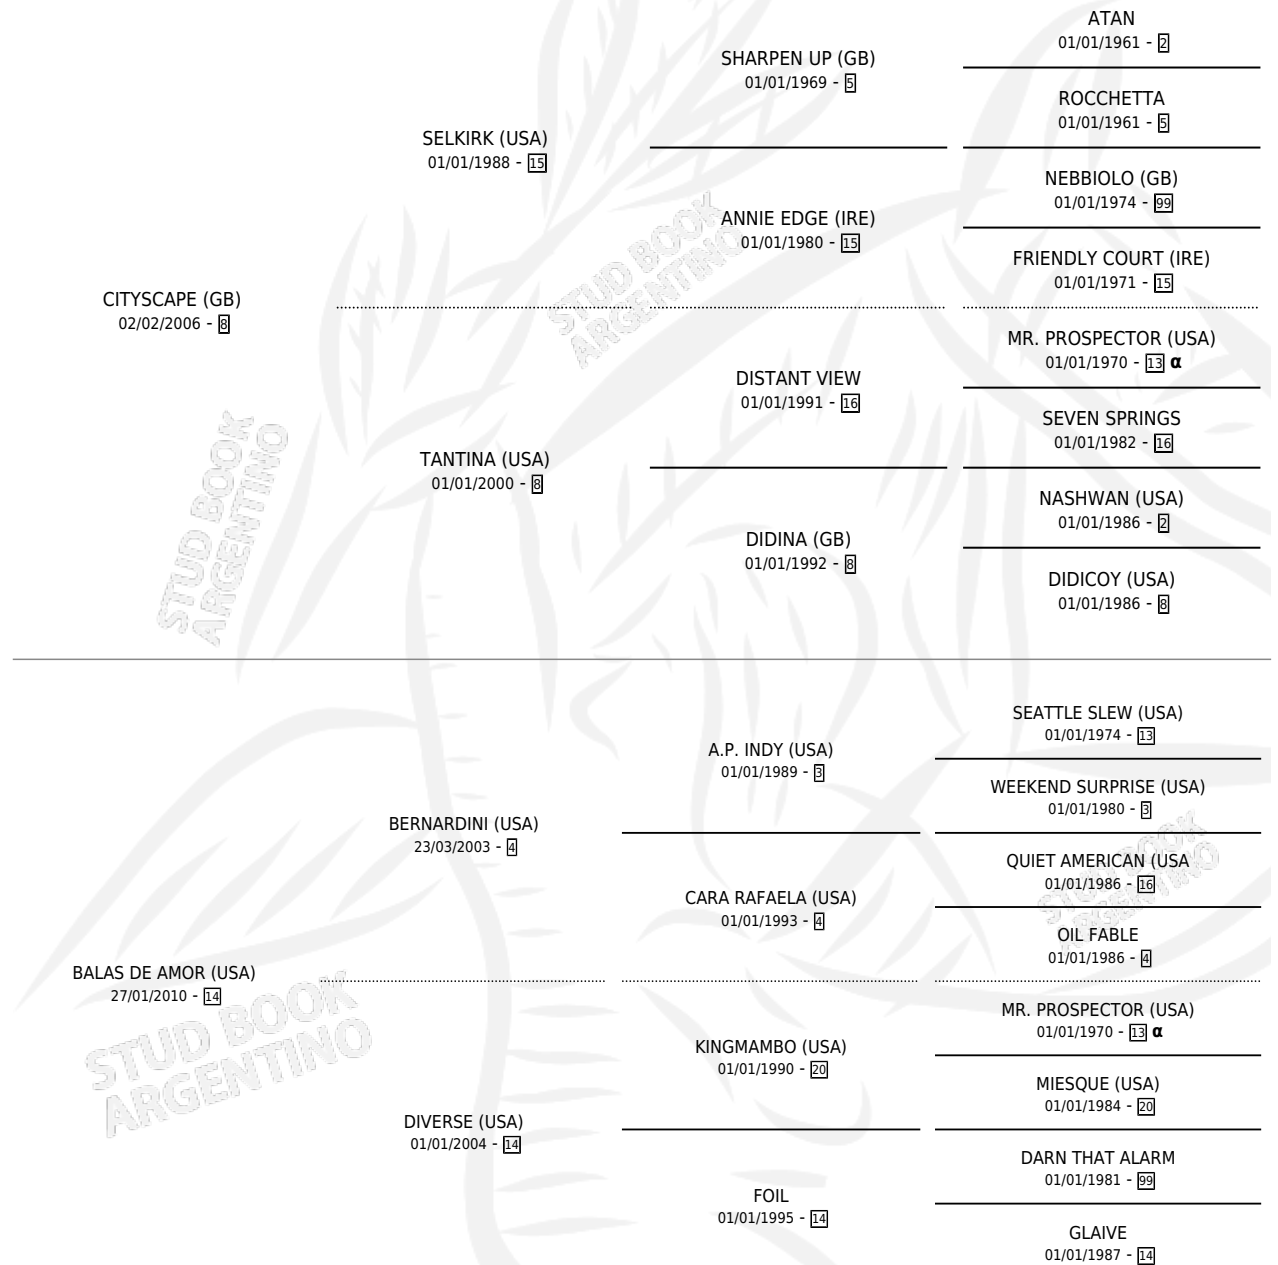 ATAN
01/01/1961 - 2
SHARPEN UP (GB)
01/01/1969 - 5
ROCCHETTA
01/01/1961 - 5
SELKIRK (USA)
01/01/1988 - 15
NEBBIOLO (GB)
01/01/1974 - 99
ANNIE EDGE (IRE)
01/01/1980 - 15
FRIENDLY COURT (IRE)
01/01/1971 - 15
CITYSCAPE (GB)
02/02/2006 - 8
MR. PROSPECTOR (USA)
01/01/1970 - 13 α
DISTANT VIEW
01/01/1991 - 16
SEVEN SPRINGS
01/01/1982 - 16
TANTINA (USA)
01/01/2000 - 8
NASHWAN (USA)
01/01/1986 - 2
DIDINA (GB)
01/01/1992 - 8
DIDICOY (USA)
01/01/1986 - 8
STUD BOOK
ARGENTINO
STUD BOOK
ARGENTINO
SEATTLE SLEW (USA)
01/01/1974 - 13
A.P. INDY (USA)
01/01/1989 - 3
WEEKEND SURPRISE (USA)
01/01/1980 - 3
BERNARDINI (USA)
23/03/2003 - 4
QUIET AMERICAN (USA
01/01/1986 - 16
CARA RAFAELA (USA)
01/01/1993 - 4
OIL FABLE
01/01/1986 - 4
BALAS DE AMOR (USA)
27/01/2010 - 14
MR. PROSPECTOR (USA)
01/01/1970 - 13 α
KINGMAMBO (USA)
01/01/1990 - 20
MIESQUE (USA)
01/01/1984 - 20
DIVERSE (USA)
01/01/2004 - 14
DARN THAT ALARM
01/01/1981 - 99
FOIL
01/01/1995 - 14
GLAIVE
01/01/1987 - 14
STUD BOOK
ARGENTINO
STUD BOOK
ARGENTINO